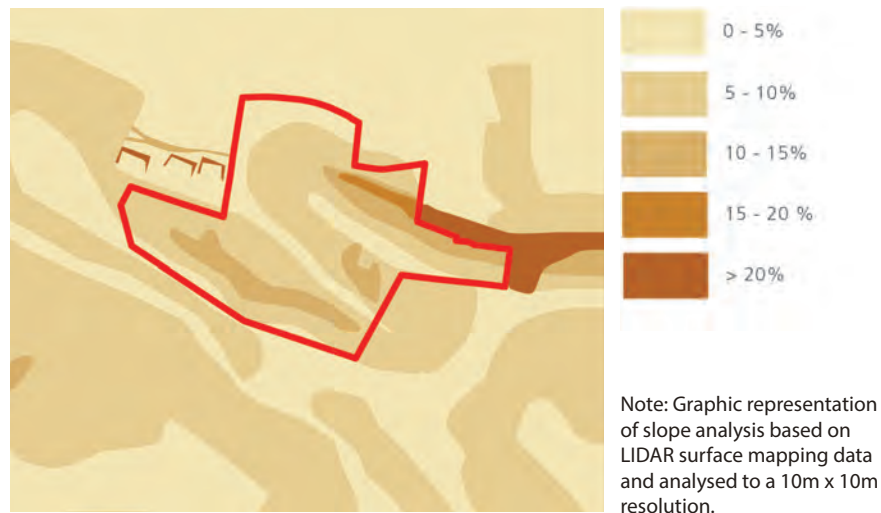 0 - 5%
5 - 10%
10 - 15%
15 - 20 %
> 20%
Note: Graphic representation
of slope analysis based on
LIDAR surface mapping data
and analysed to a 10m x 10m
resolution.